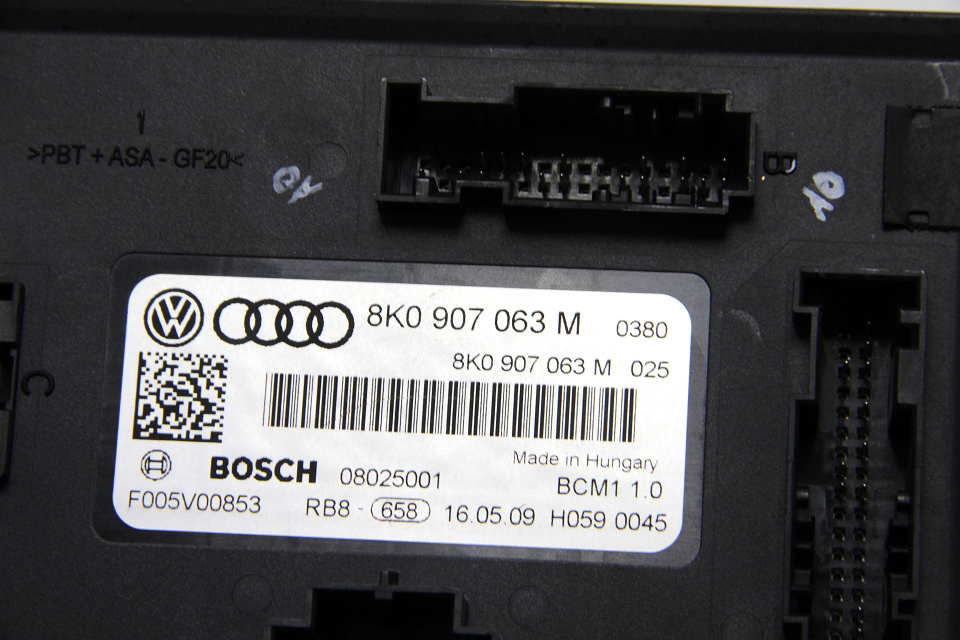 1
>PBT + ASA - GF20<
B
C
8K0 907 063 M 0380
8K0 907 063 M 025
Made in Hungary
BOSCH 08025001
BCM1 1.0
F005V00853 RB8 - 658 16.05.09 H059 0045